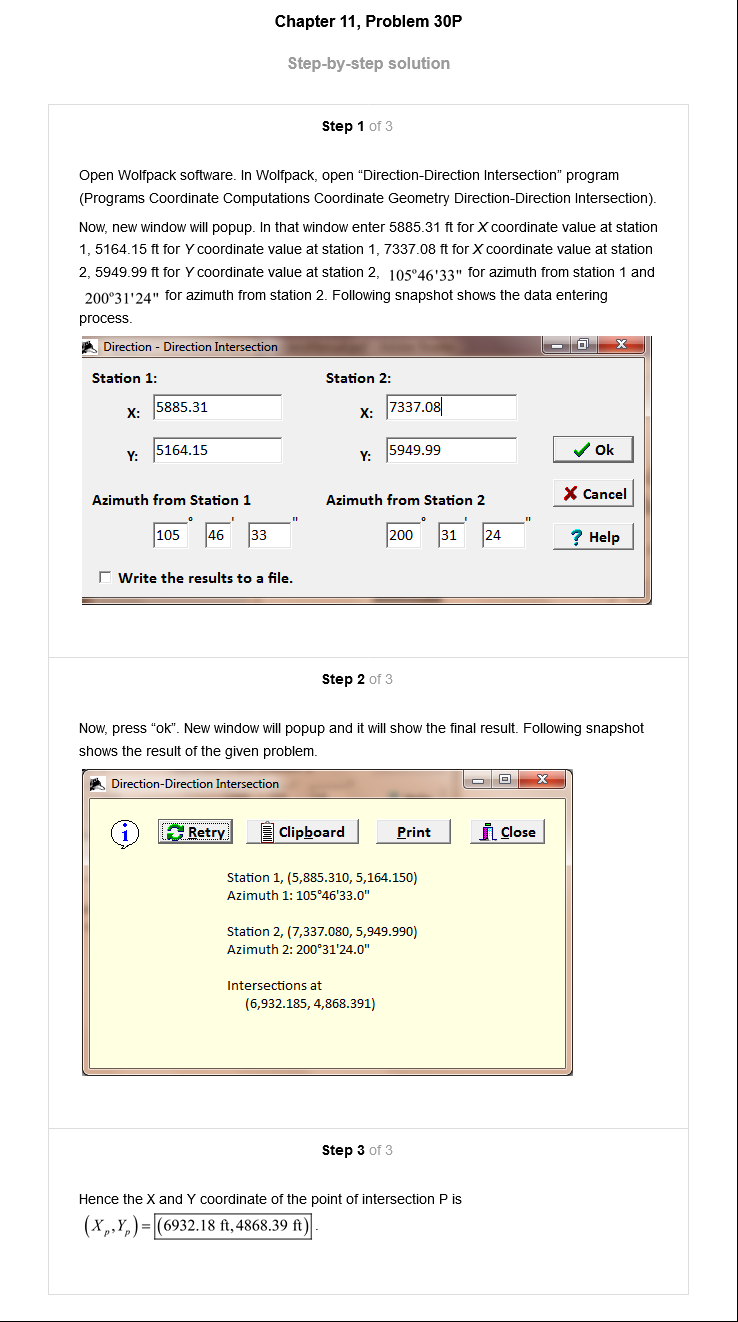 Chapter 11, Problem 30P
Step-by-step solution
Step 1 of 3
Open Wolfpack software. In Wolfpack, open “Direction-Direction Intersection” program
(Programs Coordinate Computations Coordinate Geometry Direction-Direction Intersection).
Now, new window will popup. In that window enter 5885.31 ft for X coordinate value at station
1, 5164.15 ft for Y coordinate value at station 1, 7337.08 ft for X coordinate value at station
2, 5949.99 ft for Y coordinate value at station 2, 105°46'33" for azimuth from station 1 and
200°31'24" for azimuth from station 2. Following snapshot shows the data entering
process.
Direction - Direction Intersection
Station 1: Station 2:
X: 5885.31 X: 7337.08
Y: 5164.15 Y: 5949.99
Ok
Cancel
Azimuth from Station 1 Azimuth from Station 2
105 ° 46 ' 33 " 200 ° 31 ' 24 "
? Help
Write the results to a file.
Step 2 of 3
Now, press “ok”. New window will popup and it will show the final result. Following snapshot
shows the result of the given problem.
Direction-Direction Intersection
Retry Clipboard Print Close
Station 1, (5,885.310, 5,164.150)
Azimuth 1: 105°46'33.0"
Station 2, (7,337.080, 5,949.990)
Azimuth 2: 200°31'24.0"
Intersections at
(6,932.185, 4,868.391)
Step 3 of 3
Hence the X and Y coordinate of the point of intersection P is
(Xp,Yp)=(6932.18 ft,4868.39 ft).